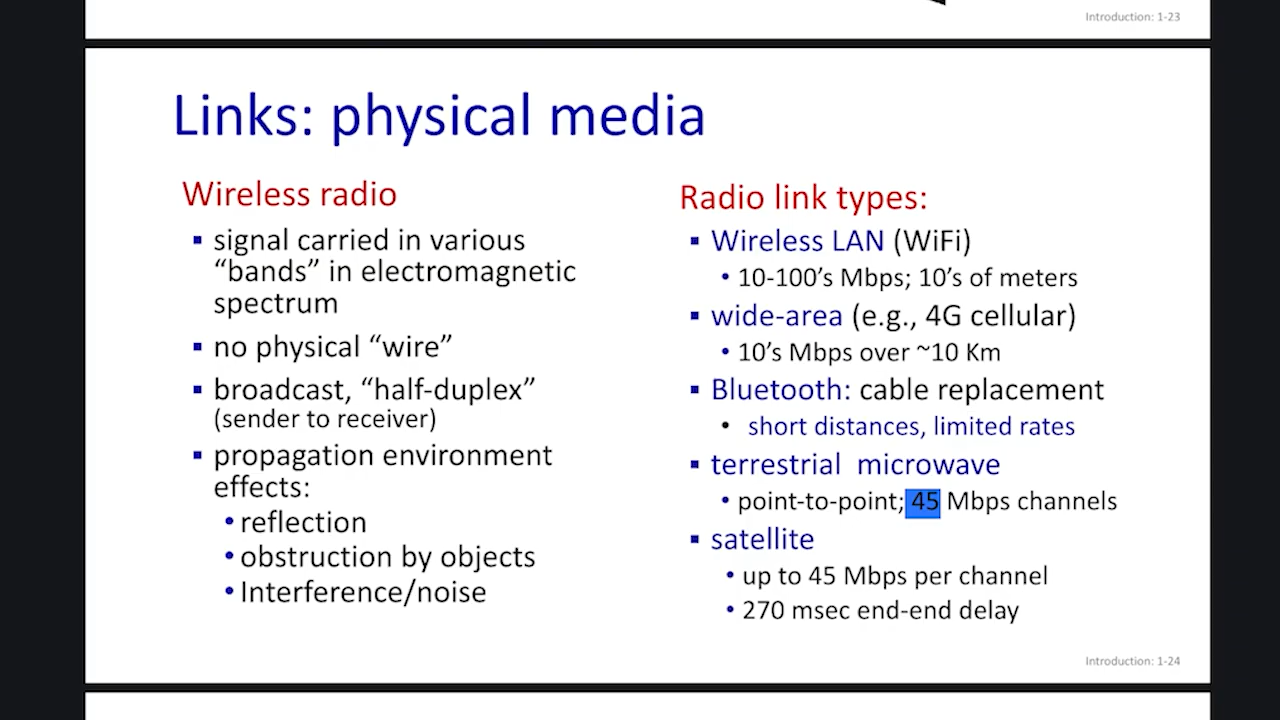 Introduction: 1-23
Links: physical media
Wireless radio
▪ signal carried in various
“bands” in electromagnetic
spectrum
▪ no physical “wire”
▪ broadcast, “half-duplex”
(sender to receiver)
▪ propagation environment
effects:
• reflection
• obstruction by objects
• Interference/noise
Radio link types:
▪ Wireless LAN (WiFi)
• 10-100’s Mbps; 10’s of meters
▪ wide-area (e.g., 4G cellular)
• 10’s Mbps over ~10 Km
▪ Bluetooth: cable replacement
• short distances, limited rates
▪ terrestrial microwave
• point-to-point; 45 Mbps channels
▪ satellite
• up to 45 Mbps per channel
• 270 msec end-end delay
Introduction: 1-24